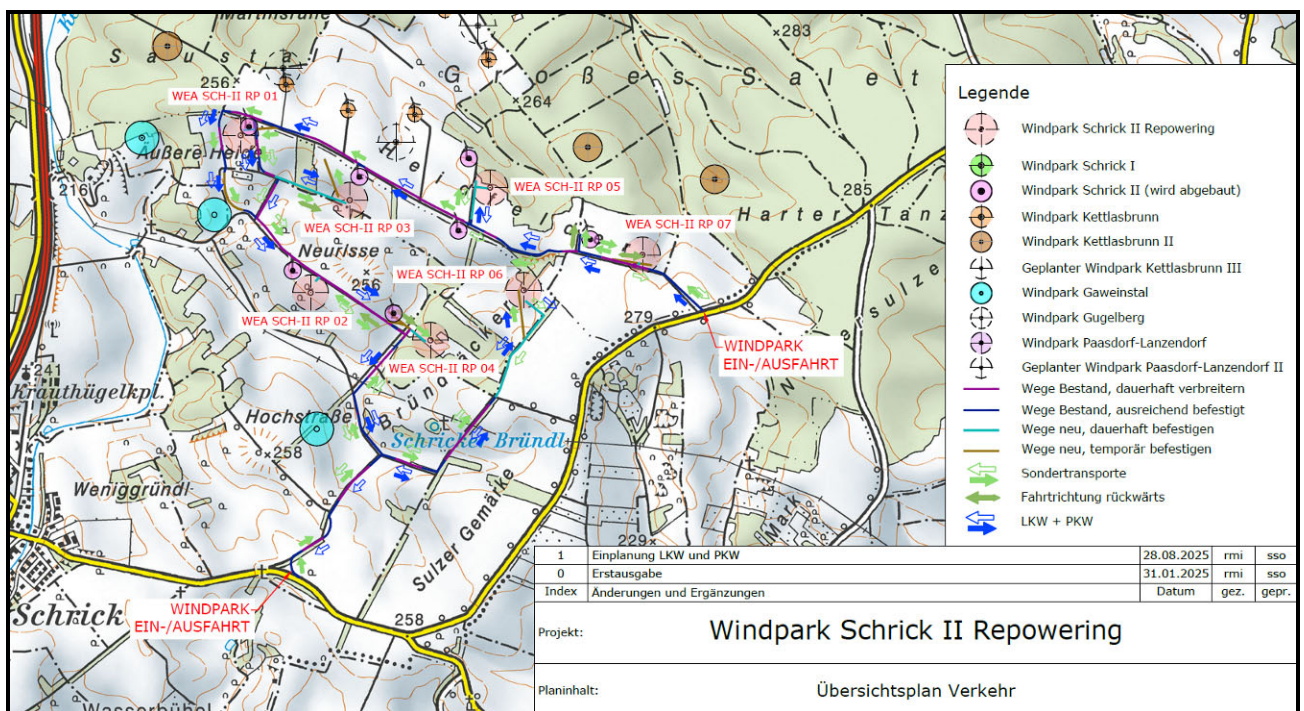 Martinsruhe
Saustall
Großes Salet
283
256
264
WEA SCH-II RP 01
Äußere Heide
216
WEA SCH-II RP 05
285
Harter
WEA SCH-II RP 03
WEA SCH-II RP 07
Neurisse
WEA SCH-II RP 06
256
279
WEA SCH-II RP 02
WINDPARK
EIN-/AUSFAHRT
WEA SCH-II RP 04
241
Krauthügelkpl.
Hochstraße
Schricker Bründl
258
Weniggründl
Sulzer Gemärke
Mark
229
Schrick
WINDPARK
EIN-/AUSFAHRT
258
Wasserbühel
Legende
Windpark Schrick II Repowering
Windpark Schrick I
Windpark Schrick II (wird abgebaut)
Windpark Kettlasbrunn
Windpark Kettlasbrunn II
Geplanter Windpark Kettlasbrunn III
Windpark Gaweinstal
Windpark Gugelberg
Windpark Paasdorf-Lanzendorf
Geplanter Windpark Paasdorf-Lanzendorf II
Wege Bestand, dauerhaft verbreitern
Wege Bestand, ausreichend befestigt
Wege neu, dauerhaft befestigen
Wege neu, temporär befestigen
Sondertransporte
Fahrtrichtung rückwärts
LKW + PKW
1 Einplanung LKW und PKW 28.08.2025 rmi sso
0 Erstausgabe 31.01.2025 rmi sso
Index Änderungen und Ergänzungen Datum gez. gepr.
Projekt: Windpark Schrick II Repowering
Planinhalt: Übersichtsplan Verkehr